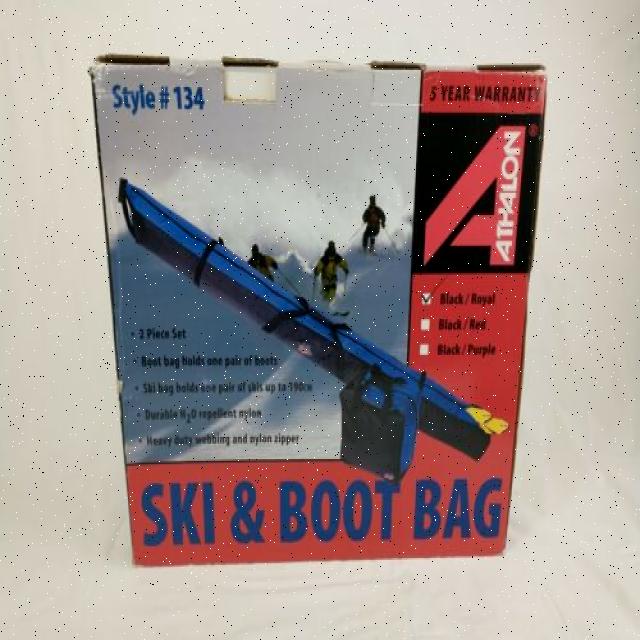 Style # 134
5 YEAR WARRANTY
ATHALON®
Black / Royal
Black / Red
Black / Purple
• 2 Piece Set
• Boot bag holds one pair of boots
• Ski bag holds one pair of skis up to 190cm
• Durable H₂O repellent nylon
• Heavy duty webbing and nylan zipper
SKI & BOOT BAG